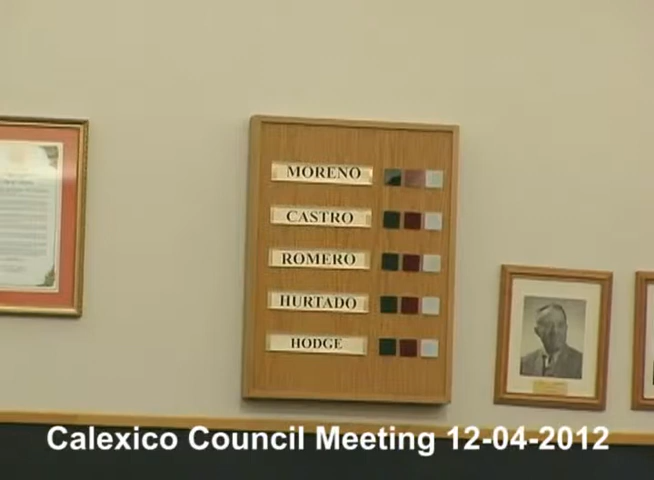 MORENO
CASTRO
ROMERO
HURTADO
HODGE
Calexico Council Meeting 12-04-2012